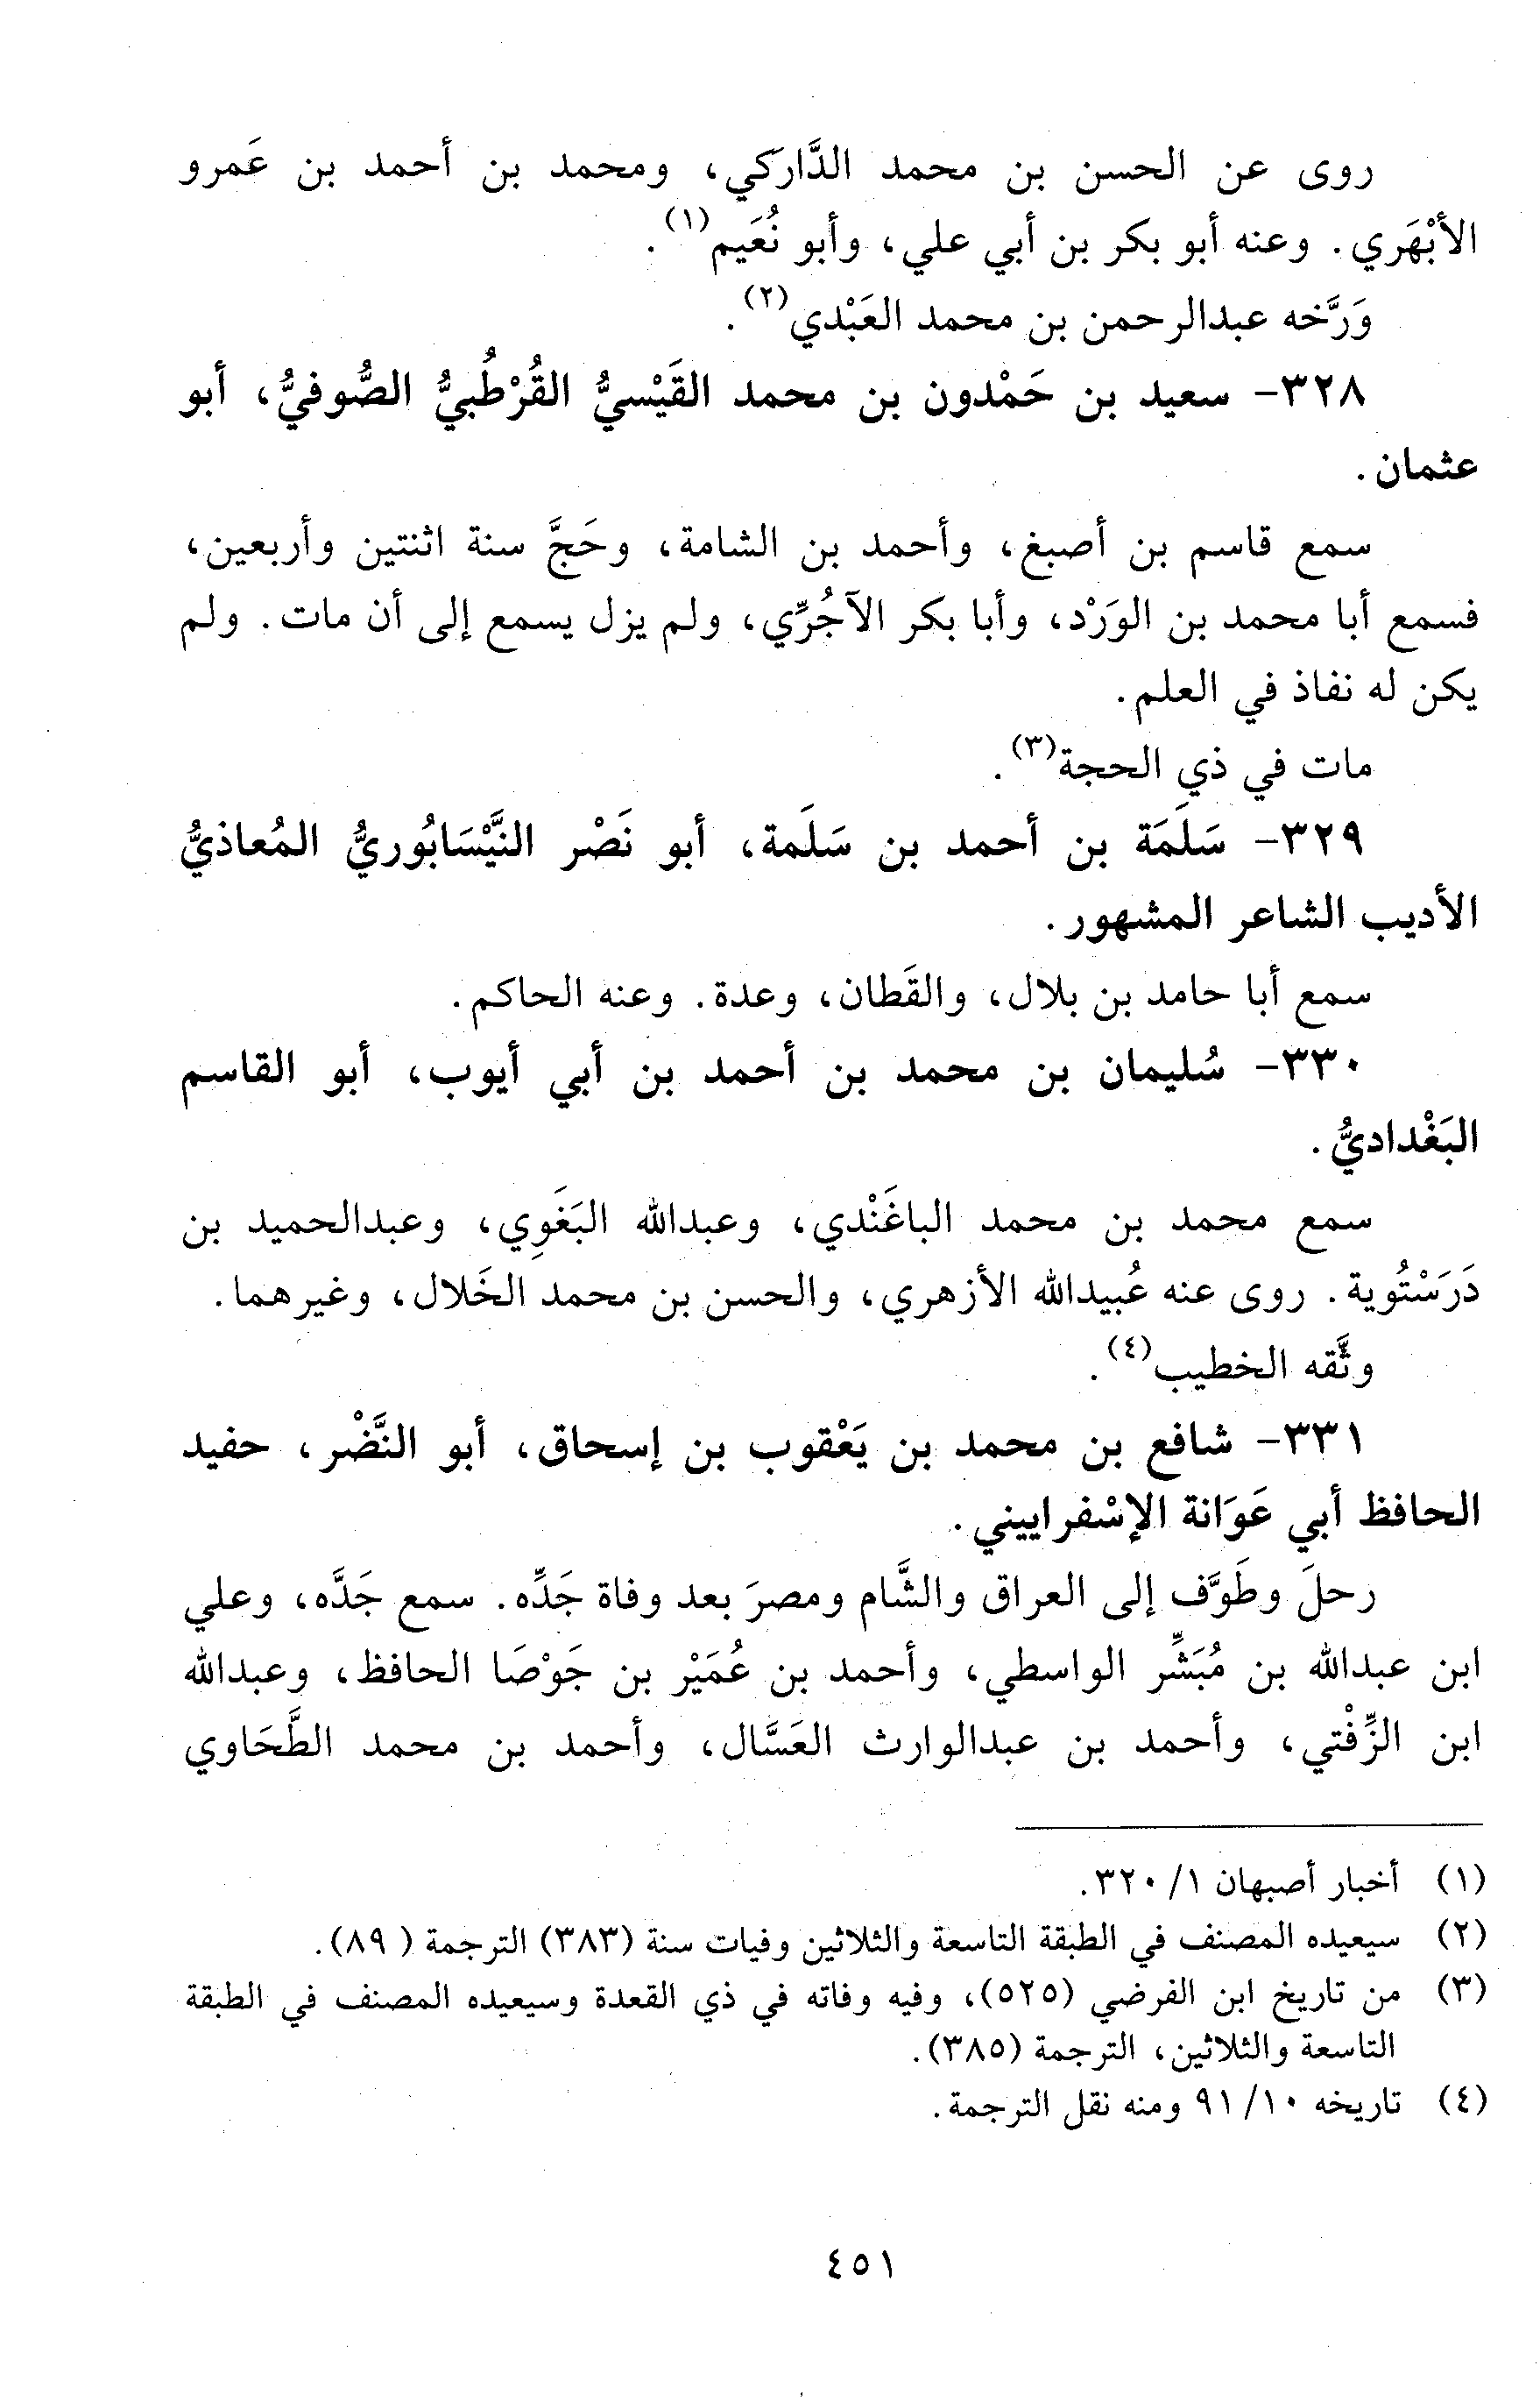 روى عن الحسن بن محمد الدَّارَكي، ومحمد بن أحمد بن عَمرو
الأبْهَري. وعنه أبو بكر بن أبي علي، وأبو نُعَيم(١).
وَرَّخه عبدالرحمن بن محمد العَبْدي(٢).
٣٢٨- سعيد بن حَمْدون بن محمد القَيْسيُّ القُرْطُبيُّ الصُّوفيُّ، أبو
عثمان.
سمع قاسم بن أصبغ، وأحمد بن الشامة، وحَجَّ سنة اثنتين وأربعين،
فسمع أبا محمد بن الوَرْد، وأبا بكر الآجُرِّي، ولم يزل يسمع إلى أن مات. ولم
يكن له نفاذ في العلم.
مات في ذي الحجة(٣).
٣٢٩- سَلَمَة بن أحمد بن سَلَمة، أبو نَصْر النَّيْسَابُوريُّ المُعاذيُّ
الأديب الشاعر المشهور.
سمع أبا حامد بن بلال، والقَطان، وعدة. وعنه الحاكم.
٣٣٠- سُليمان بن محمد بن أحمد بن أبي أيوب، أبو القاسم
البَغْداديُّ.
سمع محمد بن محمد الباغَنْدي، وعبدالله البَغَوِي، وعبدالحميد بن
دَرَسْتُوية. روى عنه عُبيدالله الأزهري، والحسن بن محمد الخَلال، وغيرهما.
وثَّقه الخطيب(٤).
٣٣١- شافع بن محمد بن يَعْقوب بن إسحاق، أبو النَّضْر، حفيد
الحافظ أبي عَوَانة الإسْفراييني.
رحلَ وطَوَّف إلى العراق والشَّام ومصرَ بعد وفاة جَدِّه. سمع جَدَّه، وعلي
ابن عبدالله بن مُبَشِّر الواسطي، وأحمد بن عُمَيْر بن جَوْصَا الحافظ، وعبدالله
ابن الزِّفْتي، وأحمد بن عبدالوارث العَسَّال، وأحمد بن محمد الطَّحَاوي
(١) أخبار أصبهان ١/ ٣٢٠.
(٢) سيعيده المصنف في الطبقة التاسعة والثلاثين وفيات سنة (٣٨٣) الترجمة ( ٨٩).
(٣) من تاريخ ابن الفرضي (٥٢٥)، وفيه وفاته في ذي القعدة وسيعيده المصنف في الطبقة
التاسعة والثلاثين، الترجمة (٣٨٥).
(٤) تاريخه ١٠/ ٩١ ومنه نقل الترجمة.
٤٥١